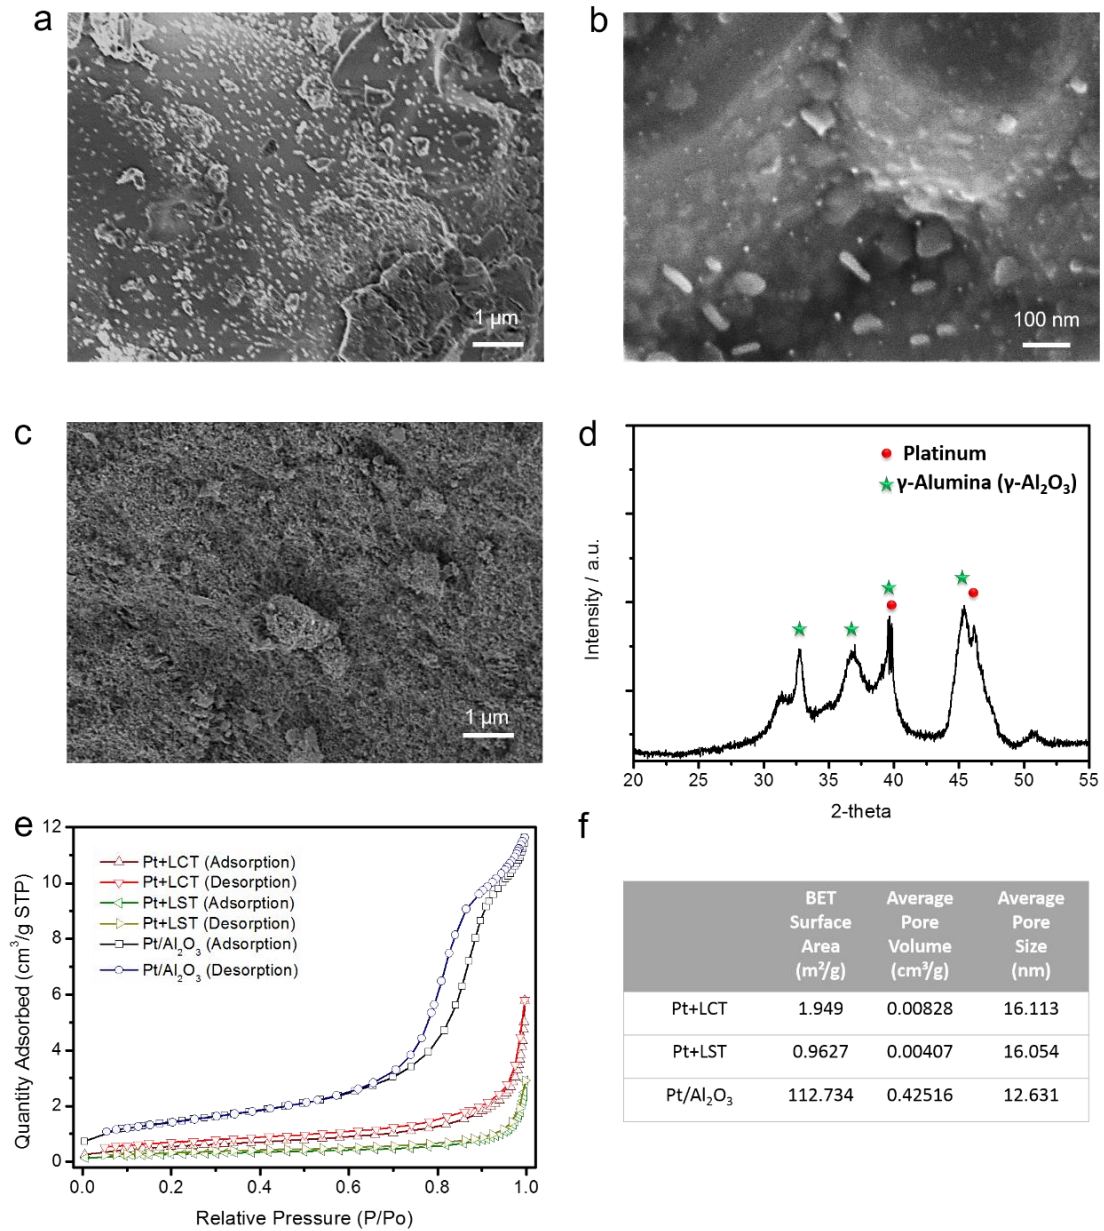 a
1 µm
b
100 nm
c
1 µm
d
Platinum
γ-Alumina (γ-Al₂O₃)
Intensity / a.u.
20 25 30 35 40 45 50 55
2-theta
e
12
10
8
6
4
2
0
Quantity Adsorbed (cm³/g STP)
Pt+LCT (Adsorption)
Pt+LCT (Desorption)
Pt+LST (Adsorption)
Pt+LST (Desorption)
Pt/Al₂O₃ (Adsorption)
Pt/Al₂O₃ (Desorption)
0.0 0.2 0.4 0.6 0.8 1.0
Relative Pressure (P/Po)
f
BET Average Average
Surface Pore Pore
Area Volume Size
(m²/g) (cm³/g) (nm)
Pt+LCT 1.949 0.00828 16.113
Pt+LST 0.9627 0.00407 16.054
Pt/Al₂O₃ 112.734 0.42516 12.631